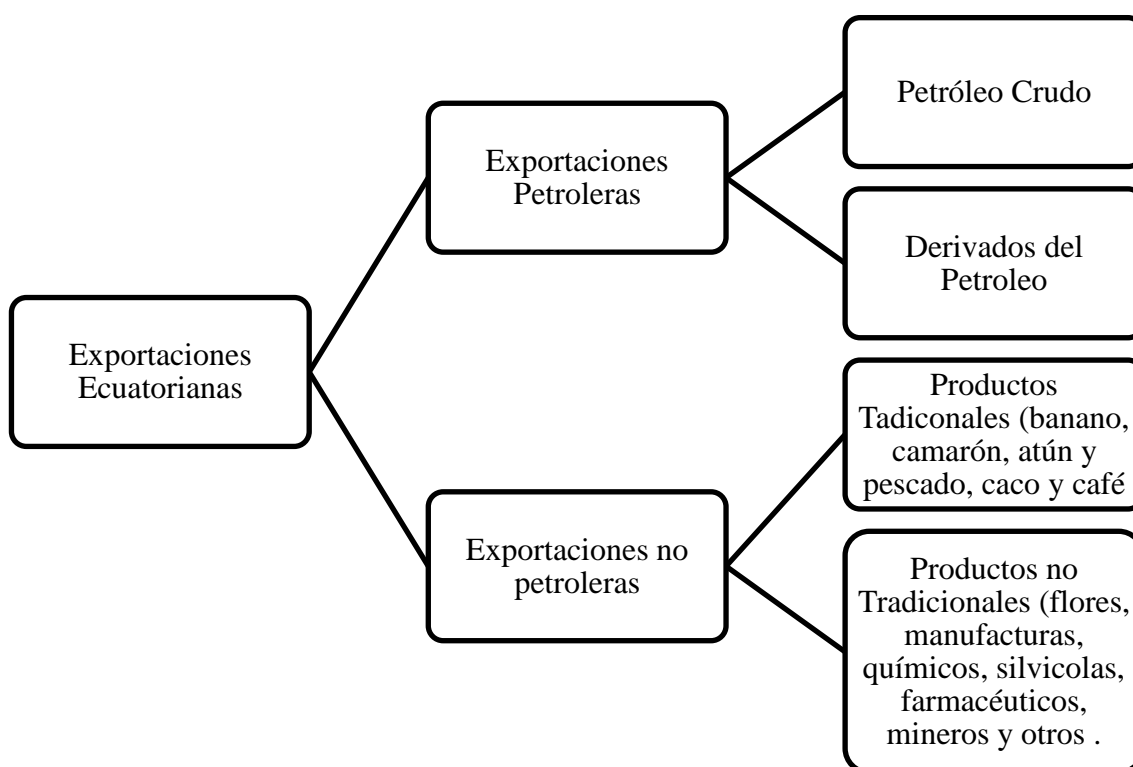 Exportaciones
Ecuatorianas
Exportaciones
Petroleras
Petróleo Crudo
Derivados del
Petroleo
Exportaciones no
petroleras
Productos
Tadiconales (banano,
camarón, atún y
pescado, caco y café
Productos no
Tradicionales (flores,
manufacturas,
químicos, silvicolas,
farmacéuticos,
mineros y otros .